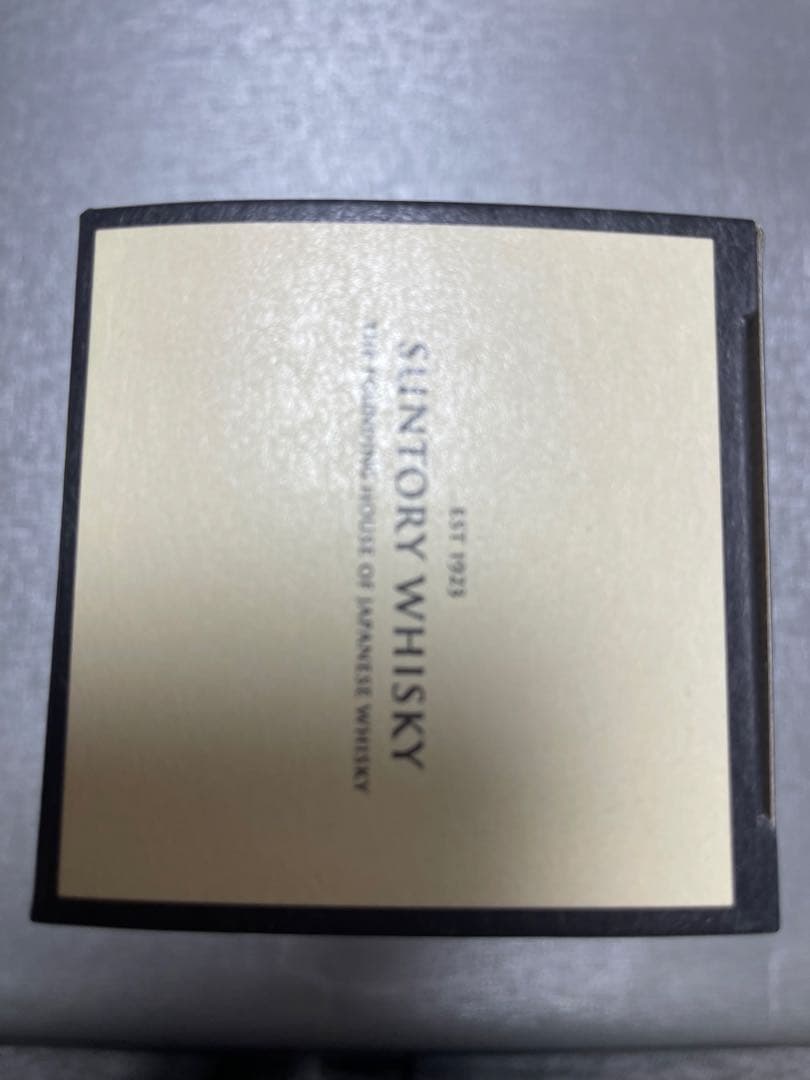 EST 1923
SUNTORY WHISKY
THE FOUNDING HOUSE OF JAPANESE WHISKY